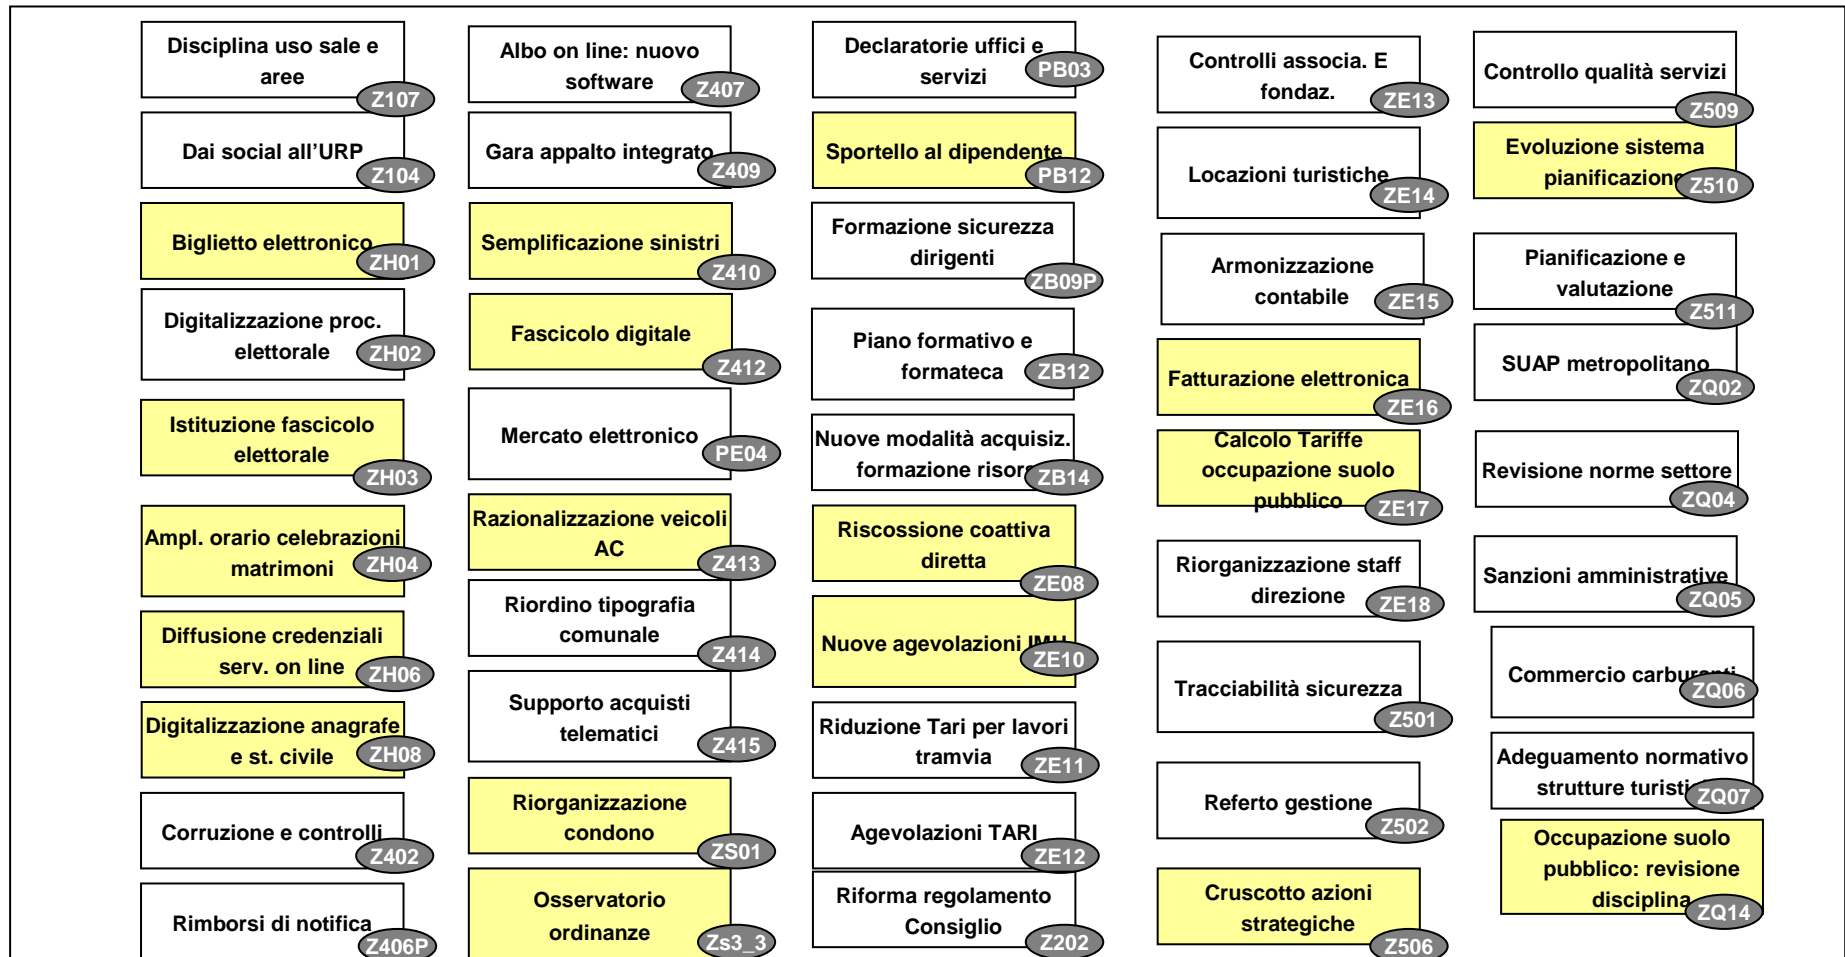 Disciplina uso sale e
aree
Z107
Dai social all'URP
Z104
Biglietto elettronico
ZH01
Digitalizzazione proc.
elettorale
ZH02
Istituzione fascicolo
elettorale
ZH03
Ampl. orario celebrazioni
matrimoni
ZH04
Diffusione credenziali
serv. on line
ZH06
Digitalizzazione anagrafe
e st. civile
ZH08
Corruzione e controlli
Z402
Rimborsi di notifica
Z406P
Albo on line: nuovo
software
Z407
Gara appalto integrato
Z409
Semplificazione sinistri
Z410
Fascicolo digitale
Z412
Mercato elettronico
PE04
Razionalizzazione veicoli
AC
Z413
Riordino tipografia
comunale
Z414
Supporto acquisti
telematici
Z415
Riorganizzazione
condono
ZS01
Osservatorio
ordinanze
Zs3_3
Declaratorie uffici e
servizi
PB03
Sportello al dipendente
PB12
Formazione sicurezza
dirigenti
ZB09P
Piano formativo e
formateca
ZB12
Nuove modalità acquisiz.
formazione
ZB14
Riscossione coattiva
diretta
ZE08
Nuove agevolazioni
ZE10
Riduzione Tari per lavori
tramvia
ZE11
Agevolazioni TARI
ZE12
Riforma regolamento
Consiglio
Z202
Controlli associa. E
fondaz.
ZE13
Locazioni turistiche
ZE14
Armonizzazione
contabile
ZE15
Fatturazione elettronica
ZE16
Calcolo Tariffe
occupazione suolo
pubblico
ZE17
Riorganizzazione staff
direzione
ZE18
Tracciabilità sicurezza
Z501
Referto gestione
Z502
Cruscotto azioni
strategiche
Z506
Controllo qualità servizi
Z509
Evoluzione sistema
pianificazione
Z510
Pianificazione e
valutazione
Z511
SUAP metropolitano
ZQ02
Revisione norme settore
ZQ04
Sanzioni amministrative
ZQ05
Commercio carburanti
ZQ06
Adeguamento normativo
strutture
ZQ07
Occupazione suolo
pubblico: revisione
disciplina
ZQ14